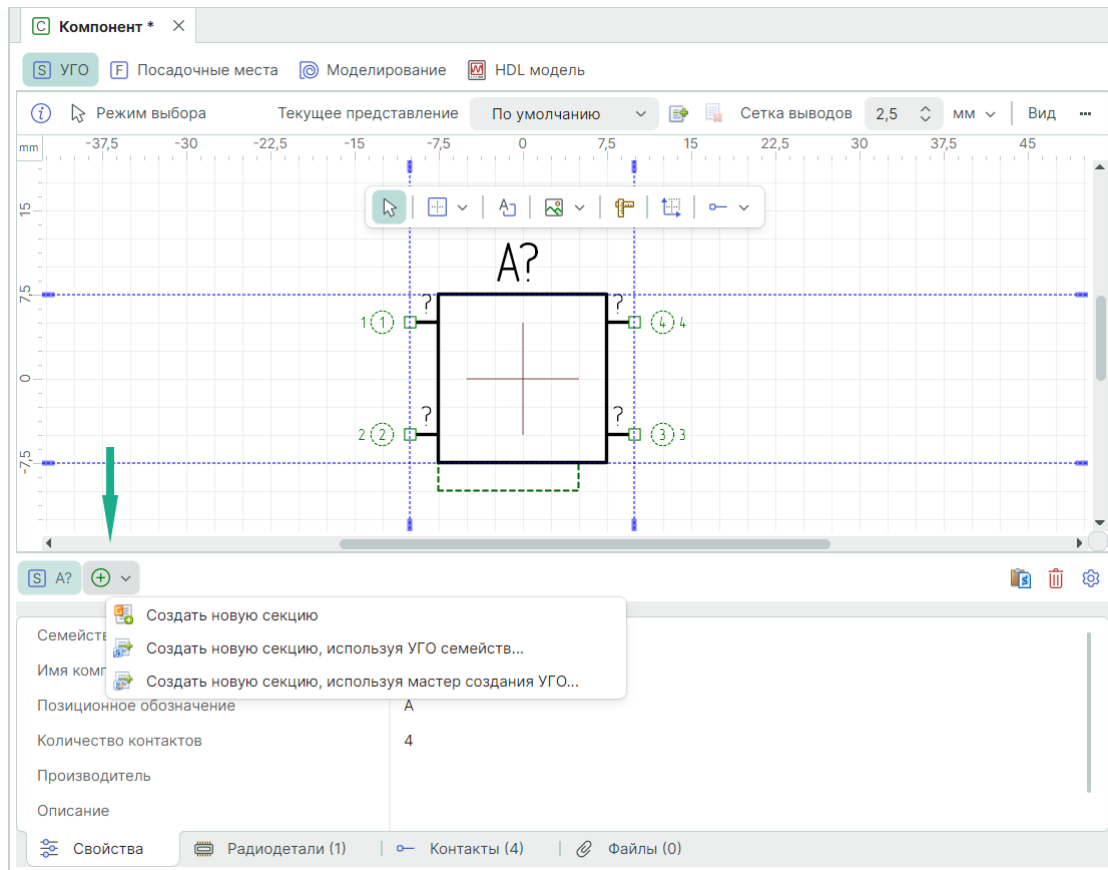 C Компонент *
S УГО F Посадочные места Моделирование HDL модель
Режим выбора Текущее представление По умолчанию Сетка выводов 2,5 мм Вид
mm -37,5 -30 -22,5 -15 -7,5 0 7,5 15 22,5 30 37,5 45
15
A?
7,5
? ?
1 1 4 4
0
? ?
2 2 3 3
-7,5
S A?
Создать новую секцию
Семейств
Создать новую секцию, используя УГО семейств...
Имя комп
Создать новую секцию, используя мастер создания УГО...
Позиционное обозначение A
Количество контактов 4
Производитель
Описание
Свойства Радиодетали (1) Контакты (4) Файлы (0)